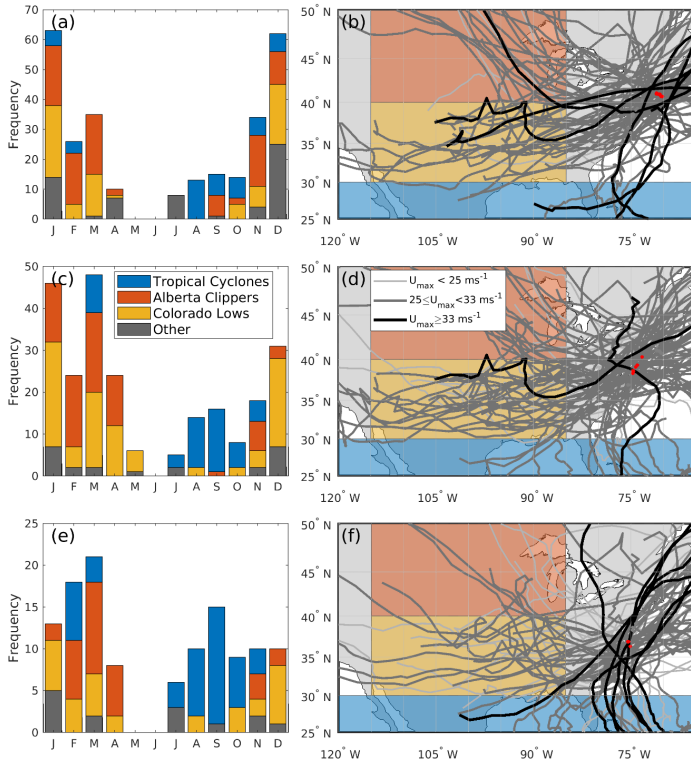 70
60
50
40
30
20
10
0
Frequency
(a)
J F M A M J J A S O N D
(b)
50° N
45° N
40° N
35° N
30° N
25° N
120° W 105° W 90° W 75° W
50
40
30
20
10
0
Frequency
(c)
Tropical Cyclones
Alberta Clippers
Colorado Lows
Other
J F M A M J J A S O N D
(d)
U_max < 25 ms⁻¹
25≤U_max<33 ms⁻¹
U_max≥33 ms⁻¹
50° N
45° N
40° N
35° N
30° N
25° N
120° W 105° W 90° W 75° W
25
20
15
10
5
0
Frequency
(e)
J F M A M J J A S O N D
(f)
50° N
45° N
40° N
35° N
30° N
25° N
120° W 105° W 90° W 75° W